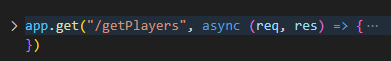 app.get("/getPlayers", async (req, res) => {···
})